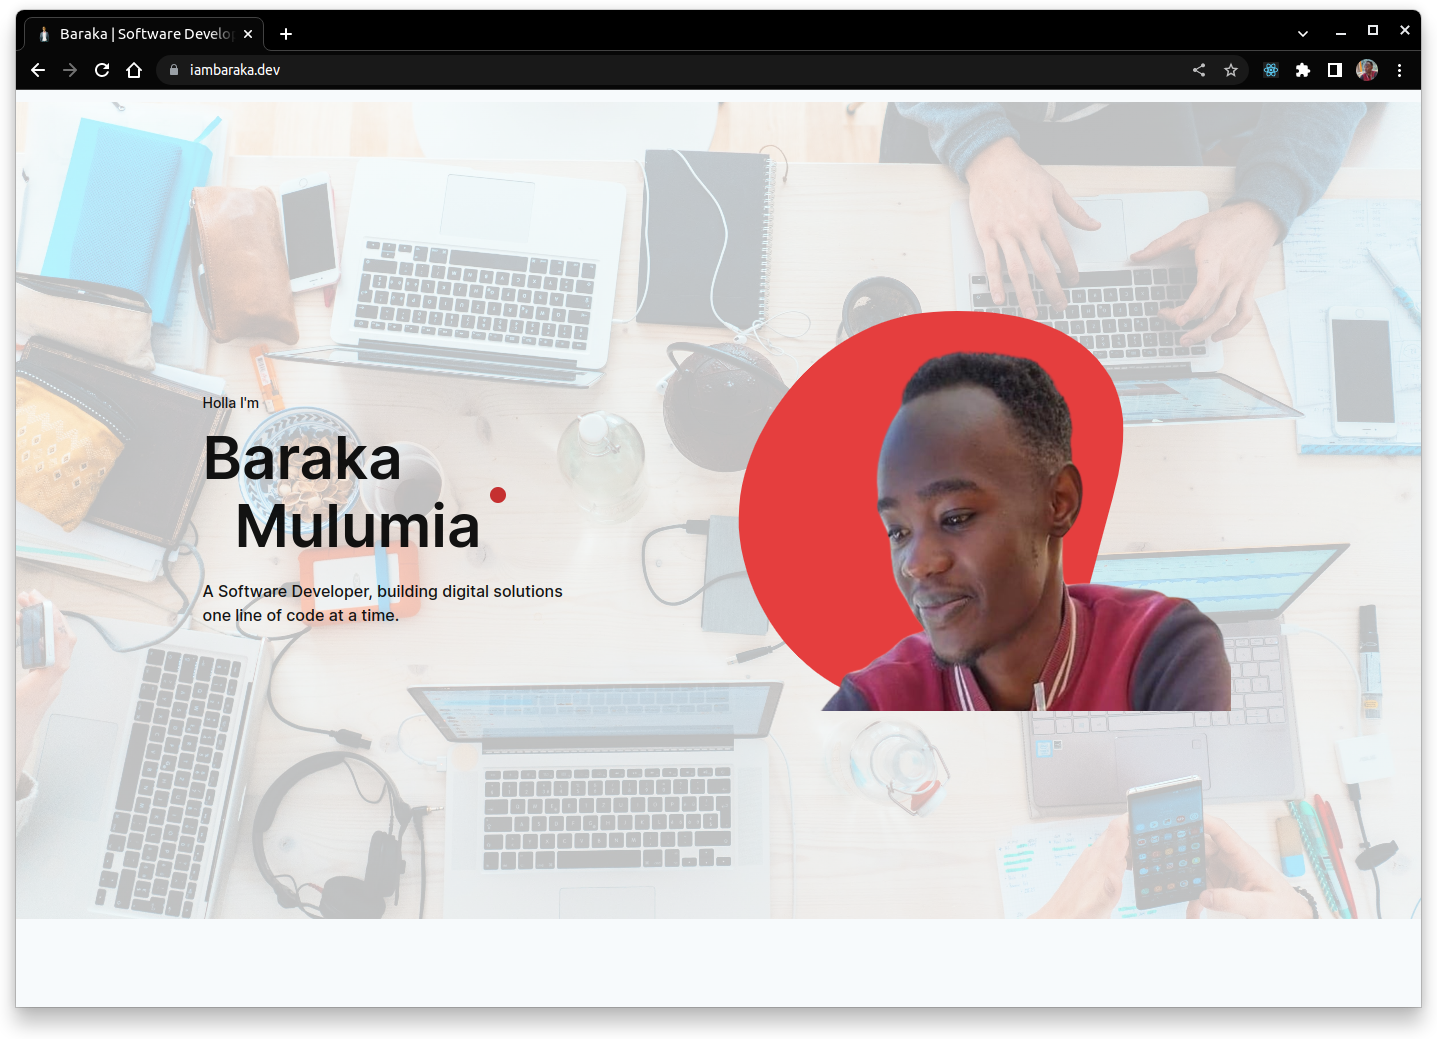 Baraka | Software Develo
iambaraka.dev
Holla I'm
Baraka
Mulumia
A Software Developer, building digital solutions
one line of code at a time.